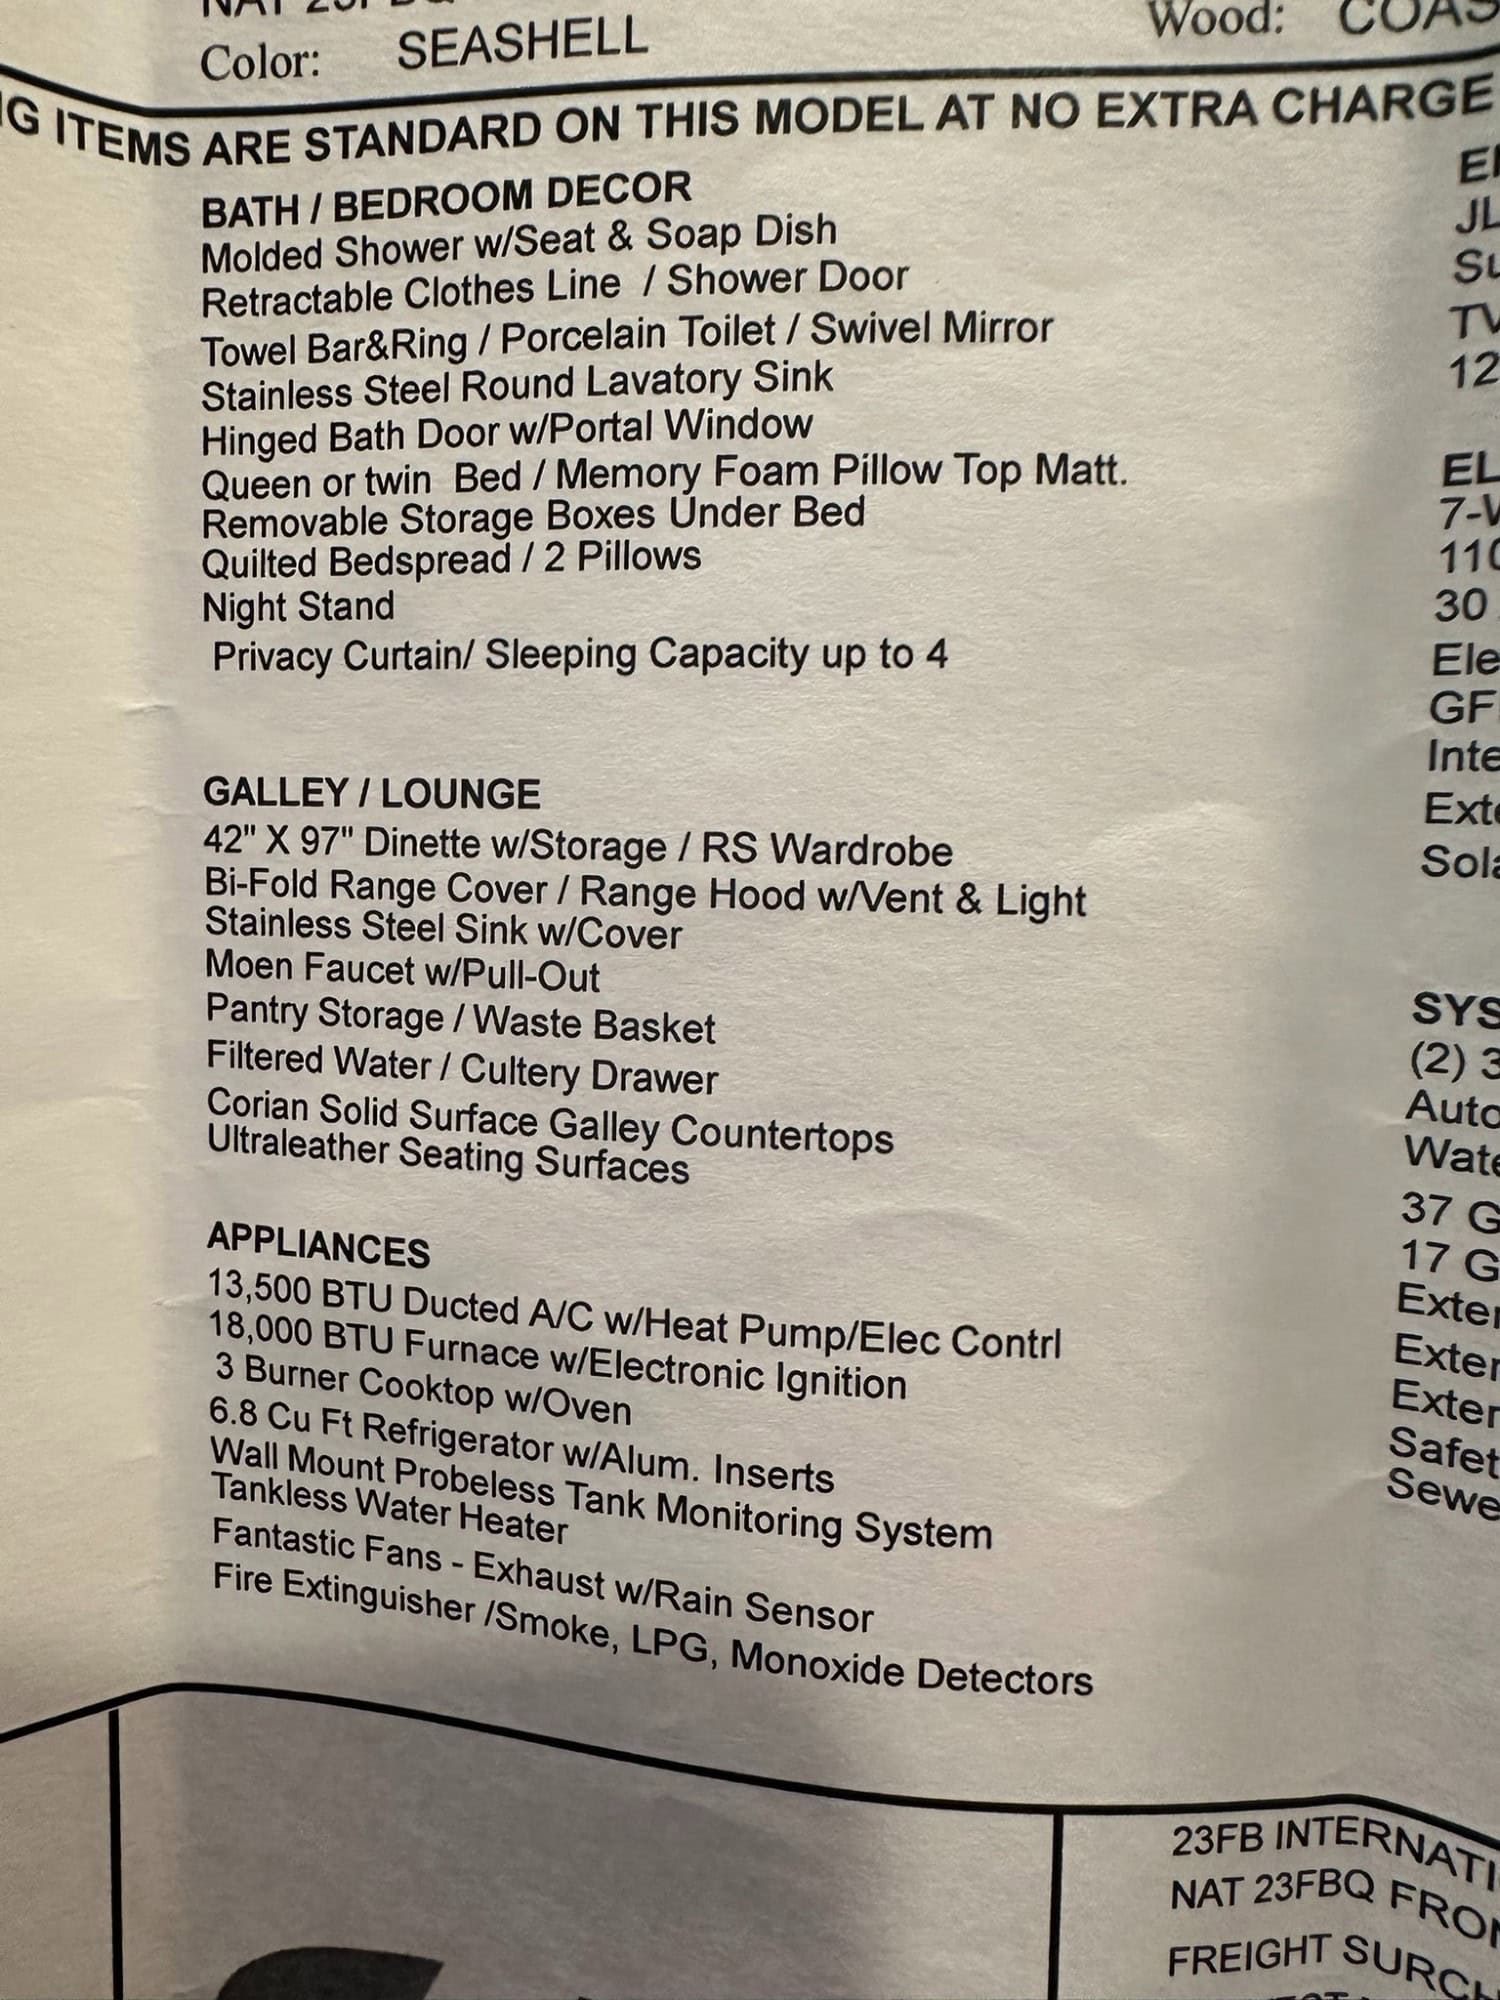 Color: SEASHELL
Wood:
ITEMS ARE STANDARD ON THIS MODEL AT NO EXTRA CHARGE
BATH / BEDROOM DECOR
Molded Shower w/Seat & Soap Dish
Retractable Clothes Line / Shower Door
Towel Bar&Ring / Porcelain Toilet / Swivel Mirror
Stainless Steel Round Lavatory Sink
Hinged Bath Door w/Portal Window
Queen or twin Bed / Memory Foam Pillow Top Matt.
Removable Storage Boxes Under Bed
Quilted Bedspread / 2 Pillows
Night Stand
Privacy Curtain/ Sleeping Capacity up to 4
GALLEY / LOUNGE
42" X 97" Dinette w/Storage / RS Wardrobe
Bi-Fold Range Cover / Range Hood w/Vent & Light
Stainless Steel Sink w/Cover
Moen Faucet w/Pull-Out
Pantry Storage / Waste Basket
Filtered Water / Cultery Drawer
Corian Solid Surface Galley Countertops
Ultraleather Seating Surfaces
APPLIANCES
13,500 BTU Ducted A/C w/Heat Pump/Elec Contrl
18,000 BTU Furnace w/Electronic Ignition
3 Burner Cooktop w/Oven
6.8 Cu Ft Refrigerator w/Alum. Inserts
Wall Mount Probeless Tank Monitoring System
Tankless Water Heater
Fantastic Fans - Exhaust w/Rain Sensor
Fire Extinguisher /Smoke, LPG, Monoxide Detectors
(2)
30
37 G
17 G
23FB
NAT 23FBQ
FREIGHT